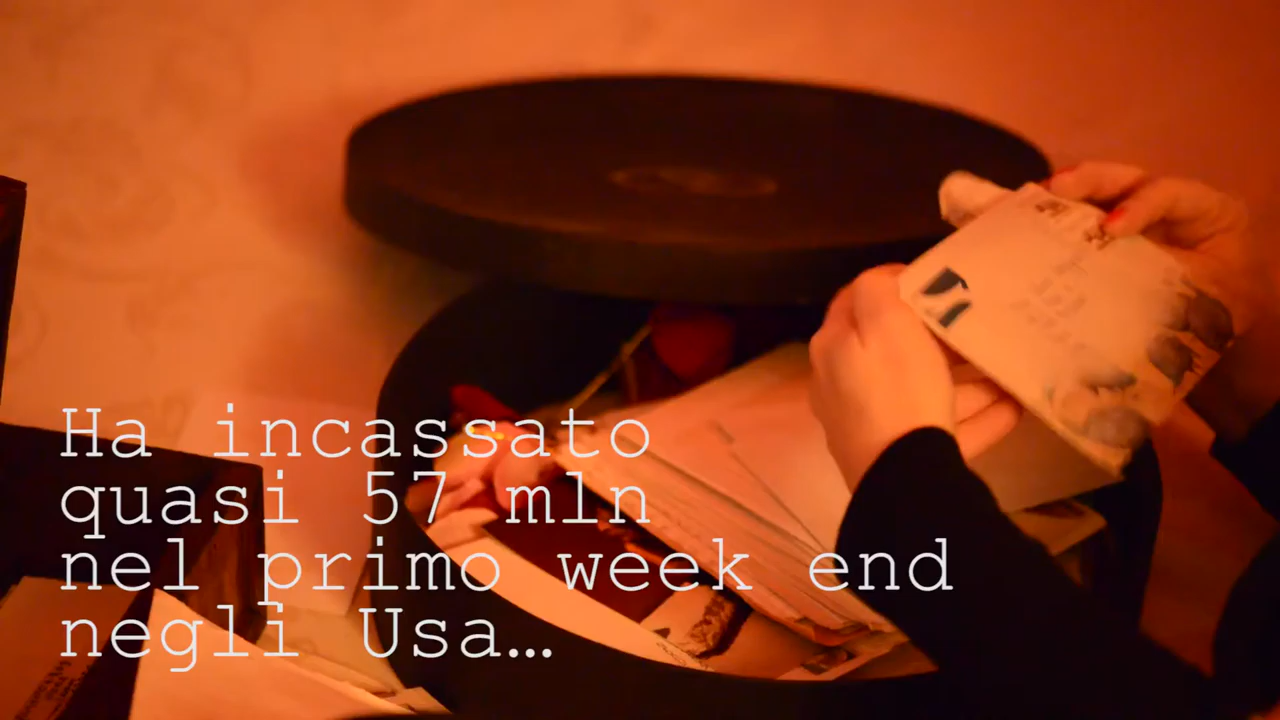 Ha incassato
quasi 57 mln
nel primo week end
negli Usa…